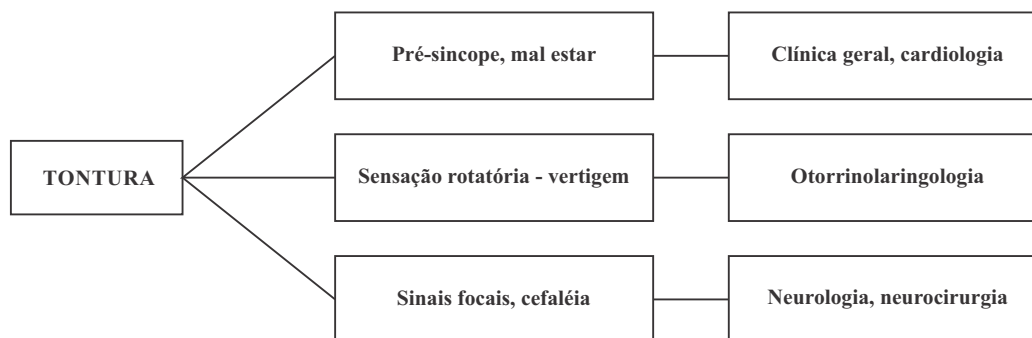 Pré-sincope, mal estar
Clínica geral, cardiologia
TONTURA
Sensação rotatória - vertigem
Otorrinolaringologia
Sinais focais, cefaléia
Neurologia, neurocirurgia